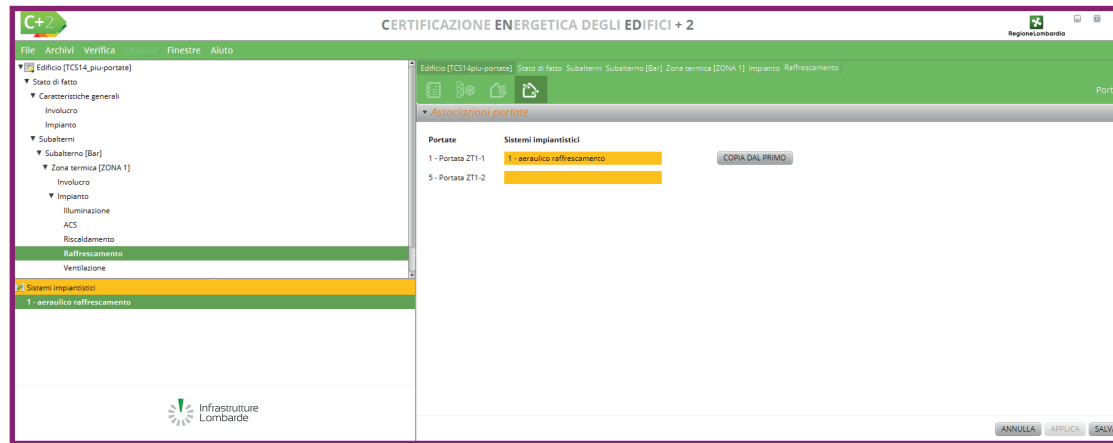 C+2
CERTIFICAZIONE ENERGETICA DEGLI EDIFICI + 2
RegioneLombardia
File Archivi Verifica Opzioni Finestre Aiuto
Edificio [TCS14_piu-portate]
Stato di fatto
Caratteristiche generali
Involucro
Impianto
Subalterni
Subalterno [Bar]
Zona termica [ZONA 1]
Involucro
Impianto
Illuminazione
ACS
Riscaldamento
Raffrescamento
Ventilazione
Sistemi impiantistici
1 - aeraulico raffrescamento
Infrastrutture
Lombarde
Edificio [TCS14piu-portate] Stato di fatto Subalterni Subalterno [Bar] Zona termica [ZONA 1] Impianto Raffrescamento
Port
Associazioni portate
Portate Sistemi impiantistici
1 - Portata ZT1-1 1 - aeraulico raffrescamento COPIA DAL PRIMO
5 - Portata ZT1-2
ANNULLA APPLICA SALV